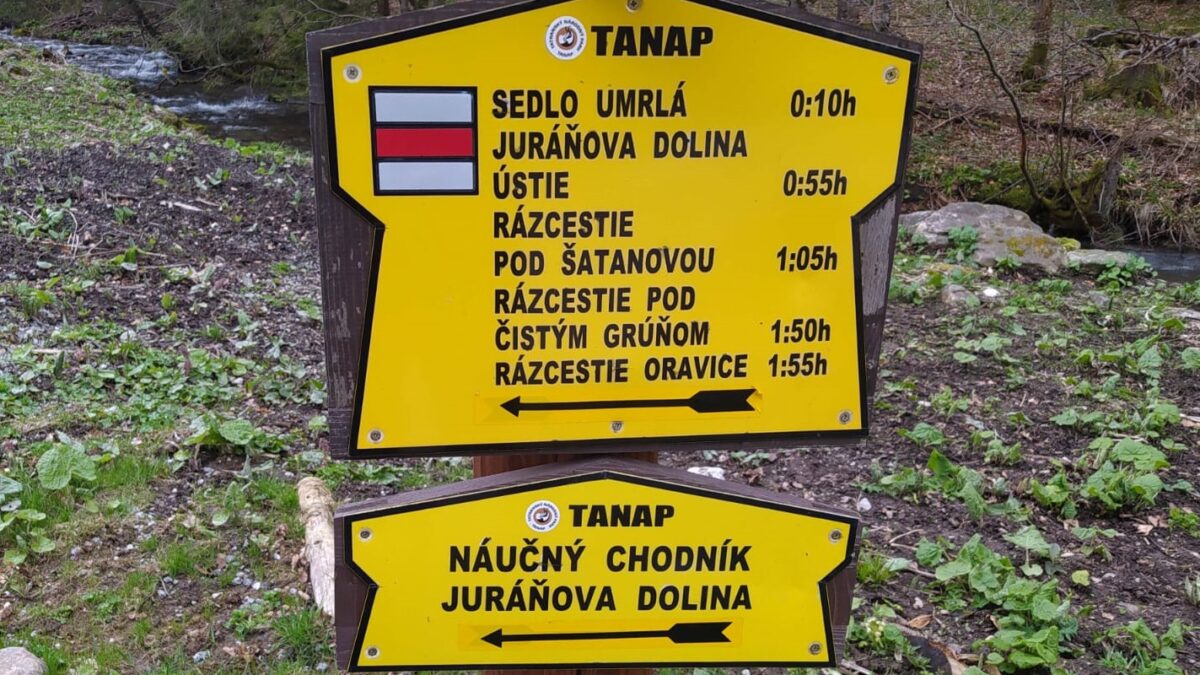 TANAP
SEDLO UMRLÁ 0:10h
JURÁŇOVA DOLINA
ÚSTIE 0:55h
RÁZCESTIE
POD ŠATANOVOU 1:05h
RÁZCESTIE POD
ČISTÝM GRÚŇOM 1:50h
RÁZCESTIE ORAVICE 1:55h
TANAP
NÁUČNÝ CHODNÍK
JURÁŇOVA DOLINA